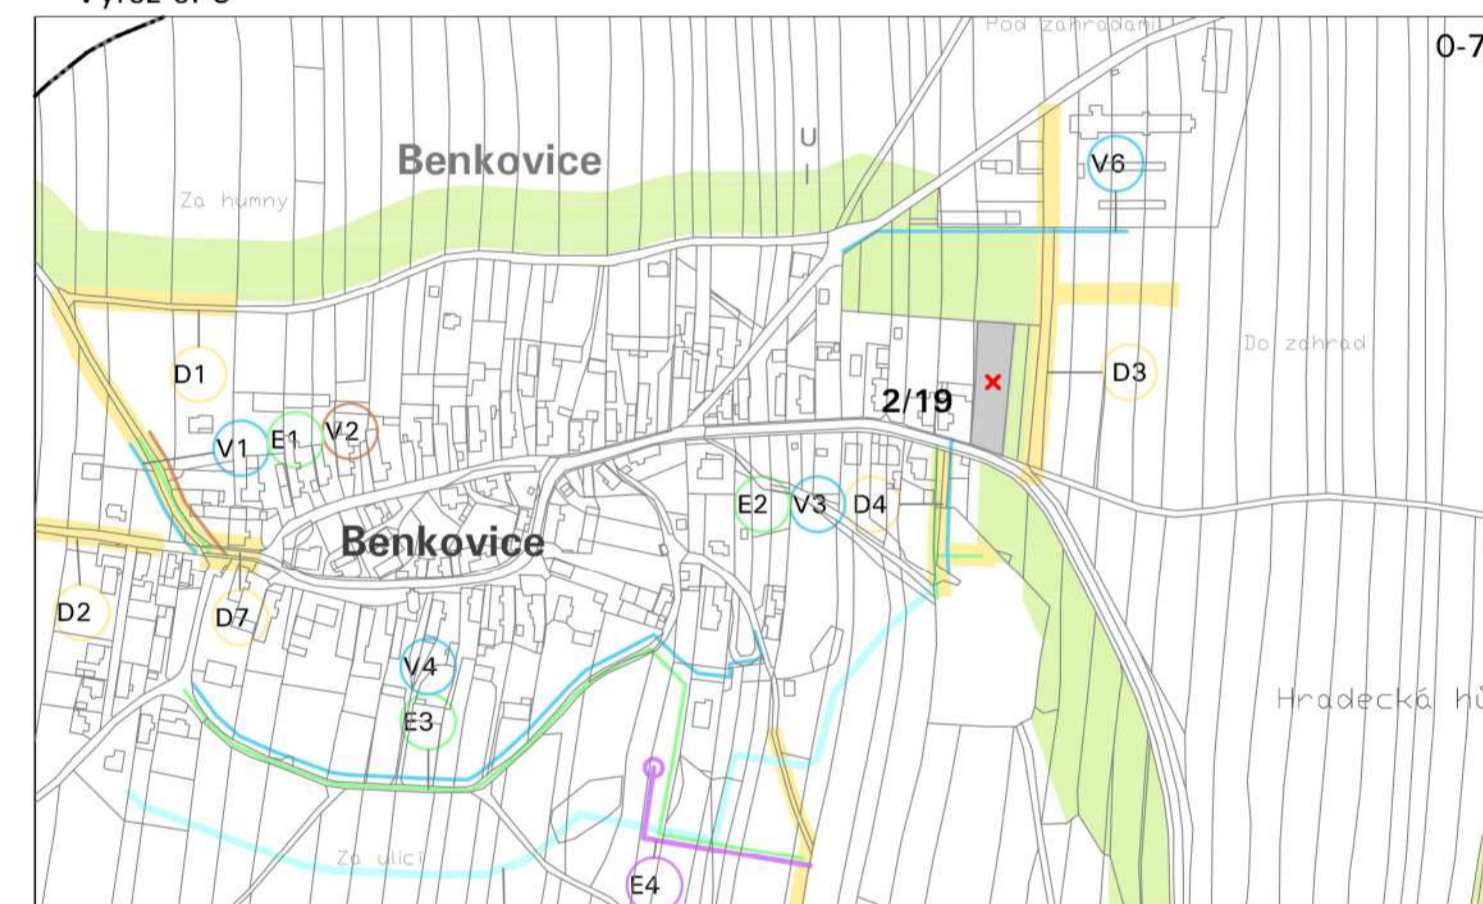 Pod zahradami
O-7
U
Benkovice
V6
Za humny
Do zahrad
D1
D3
2/19
V1
E1
V2
E2
V3
D4
Benkovice
D2
D7
V4
E3
Hradecká
Za ulicí
E4